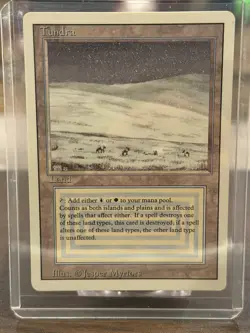 Tundra
Land
: Add either or to your mana pool.
Counts as both islands and plains and is affected
by spells that affect either. If a spell destroys one
of these land types, this card is destroyed; if a spell
alters one of these land types, the other land type
is unaffected.
Illus. © Jesper Myrfors